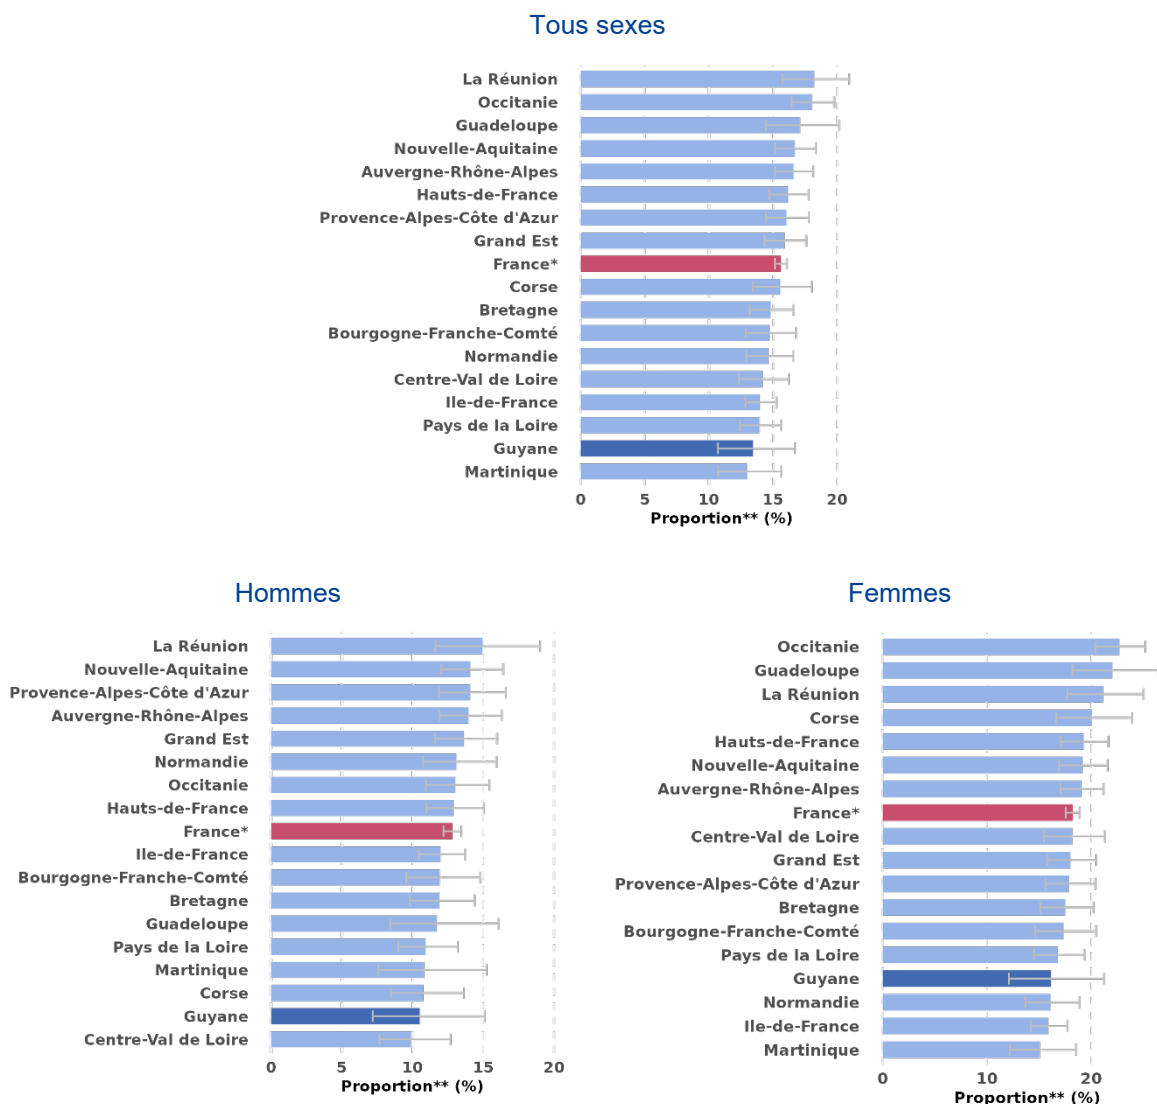 Tous sexes
La Réunion
Occitanie
Guadeloupe
Nouvelle-Aquitaine
Auvergne-Rhône-Alpes
Hauts-de-France
Provence-Alpes-Côte d'Azur
Grand Est
France*
Corse
Bretagne
Bourgogne-Franche-Comté
Normandie
Centre-Val de Loire
Ile-de-France
Pays de la Loire
Guyane
Martinique
0 5 10 15 20
Proportion** (%)
Hommes
La Réunion
Nouvelle-Aquitaine
Provence-Alpes-Côte d'Azur
Auvergne-Rhône-Alpes
Grand Est
Normandie
Occitanie
Hauts-de-France
France*
Ile-de-France
Bourgogne-Franche-Comté
Bretagne
Guadeloupe
Pays de la Loire
Martinique
Corse
Guyane
Centre-Val de Loire
0 5 10 15 20
Proportion** (%)
Femmes
Occitanie
Guadeloupe
La Réunion
Corse
Hauts-de-France
Nouvelle-Aquitaine
Auvergne-Rhône-Alpes
France*
Centre-Val de Loire
Grand Est
Provence-Alpes-Côte d'Azur
Bretagne
Bourgogne-Franche-Comté
Pays de la Loire
Guyane
Normandie
Ile-de-France
Martinique
0 10 20
Proportion** (%)